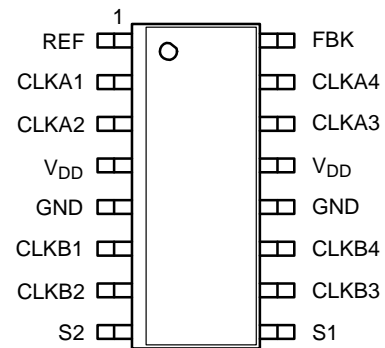 1
REF FBK
CLKA1 CLKA4
CLKA2 CLKA3
VDD VDD
GND GND
CLKB1 CLKB4
CLKB2 CLKB3
S2 S1